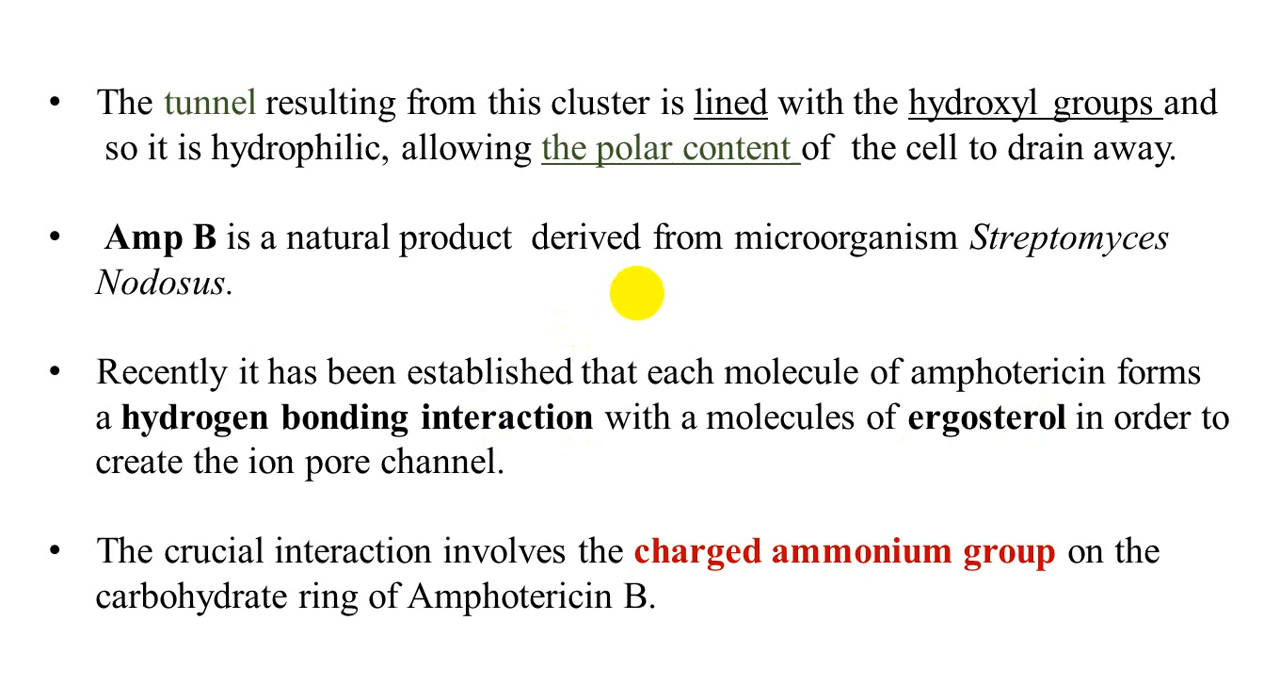 • The tunnel resulting from this cluster is lined with the hydroxyl groups and
so it is hydrophilic, allowing the polar content of the cell to drain away.
• Amp B is a natural product derived from microorganism Streptomyces
Nodosus.
• Recently it has been established that each molecule of amphotericin forms
a hydrogen bonding interaction with a molecules of ergosterol in order to
create the ion pore channel.
• The crucial interaction involves the charged ammonium group on the
carbohydrate ring of Amphotericin B.